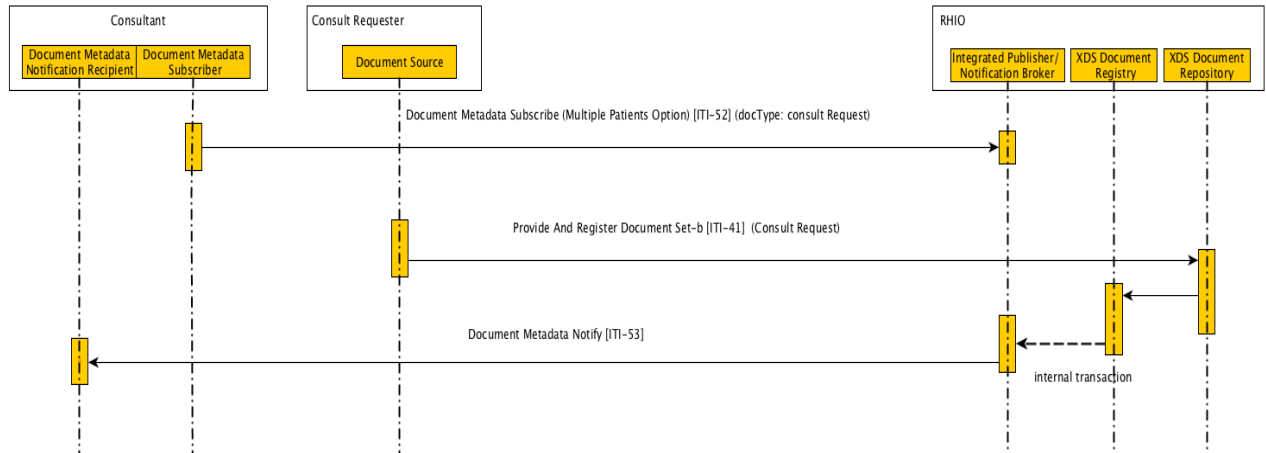 Consultant
Consult Requester
RHIO
Document Metadata
Notification Recipient
Document Metadata
Subscriber
Document Source
Integrated Publisher/
Notification Broker
XDS Document
Registry
XDS Document
Repository
Document Metadata Subscribe (Multiple Patients Option) [ITI-52] (docType: consult Request)
Provide And Register Document Set-b [ITI-41] (Consult Request)
Document Metadata Notify [ITI-53]
internal transaction